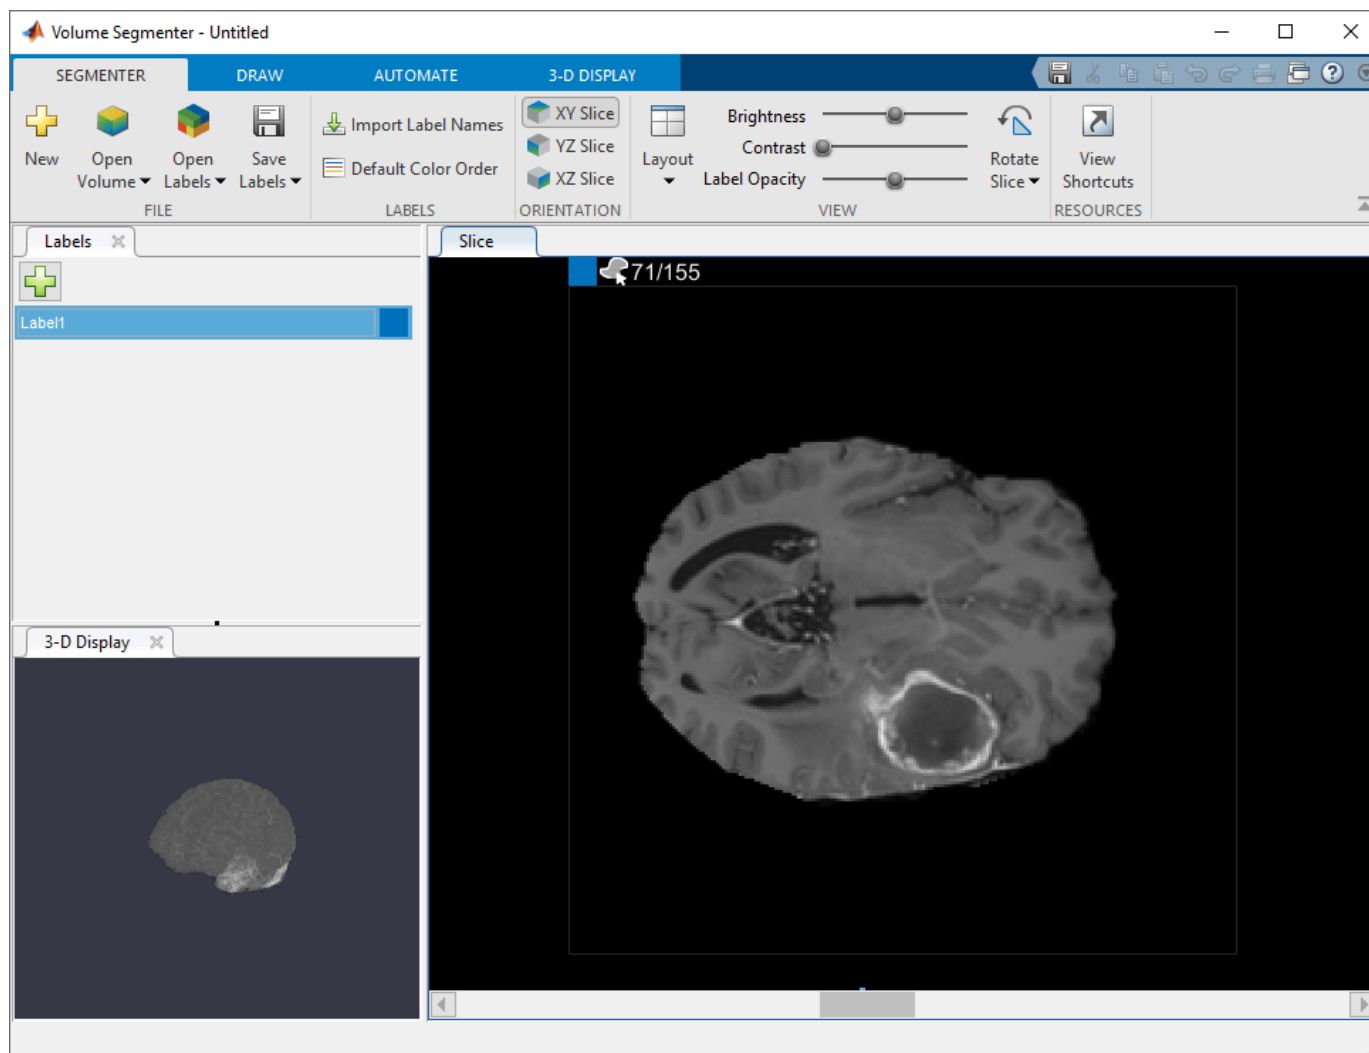 Volume Segmenter - Untitled
SEGMENTER DRAW AUTOMATE 3-D DISPLAY
New
Open Volume
Open Labels
Save Labels
FILE
Import Label Names
Default Color Order
LABELS
XY Slice
YZ Slice
XZ Slice
ORIENTATION
Layout
Brightness
Contrast
Label Opacity
VIEW
Rotate Slice
View Shortcuts
RESOURCES
Labels
Label1
3-D Display
Slice
71/155